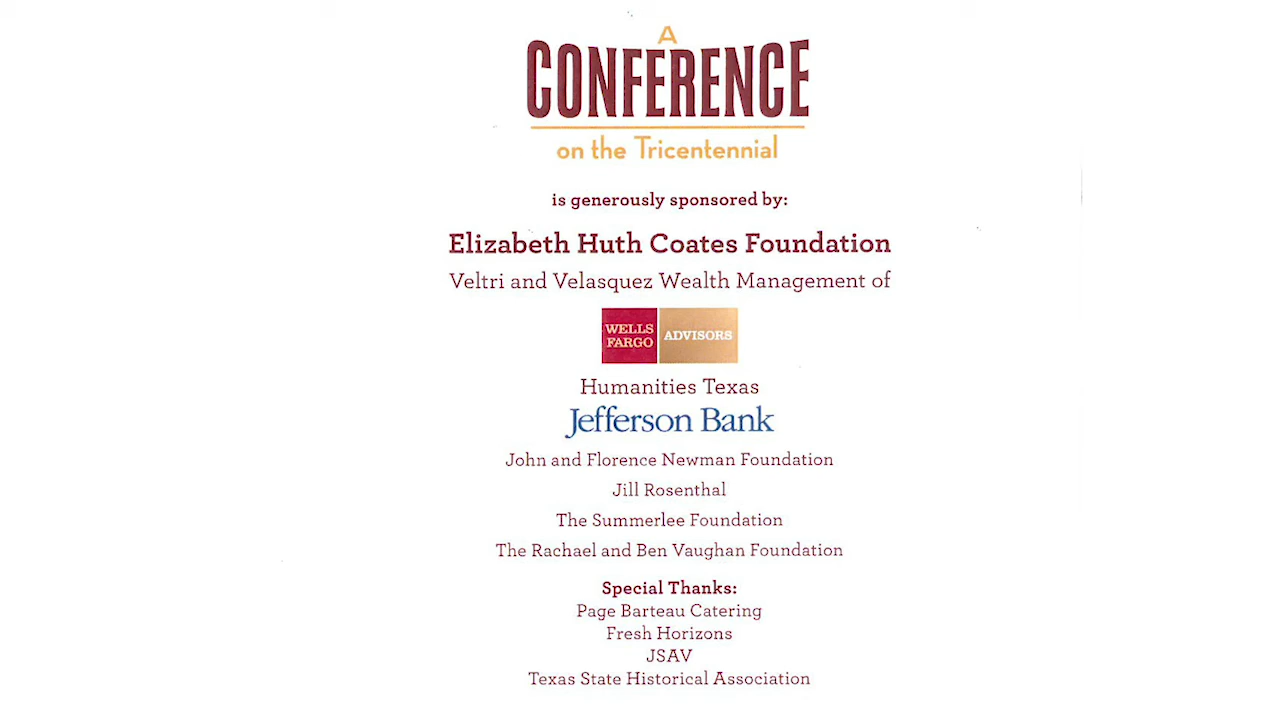 A
CONFERENCE
on the Tricentennial
is generously sponsored by:
Elizabeth Huth Coates Foundation
Veltri and Velasquez Wealth Management of
WELLS FARGO ADVISORS
Humanities Texas
Jefferson Bank
John and Florence Newman Foundation
Jill Rosenthal
The Summerlee Foundation
The Rachael and Ben Vaughan Foundation
Special Thanks:
Page Barteau Catering
Fresh Horizons
JSAV
Texas State Historical Association